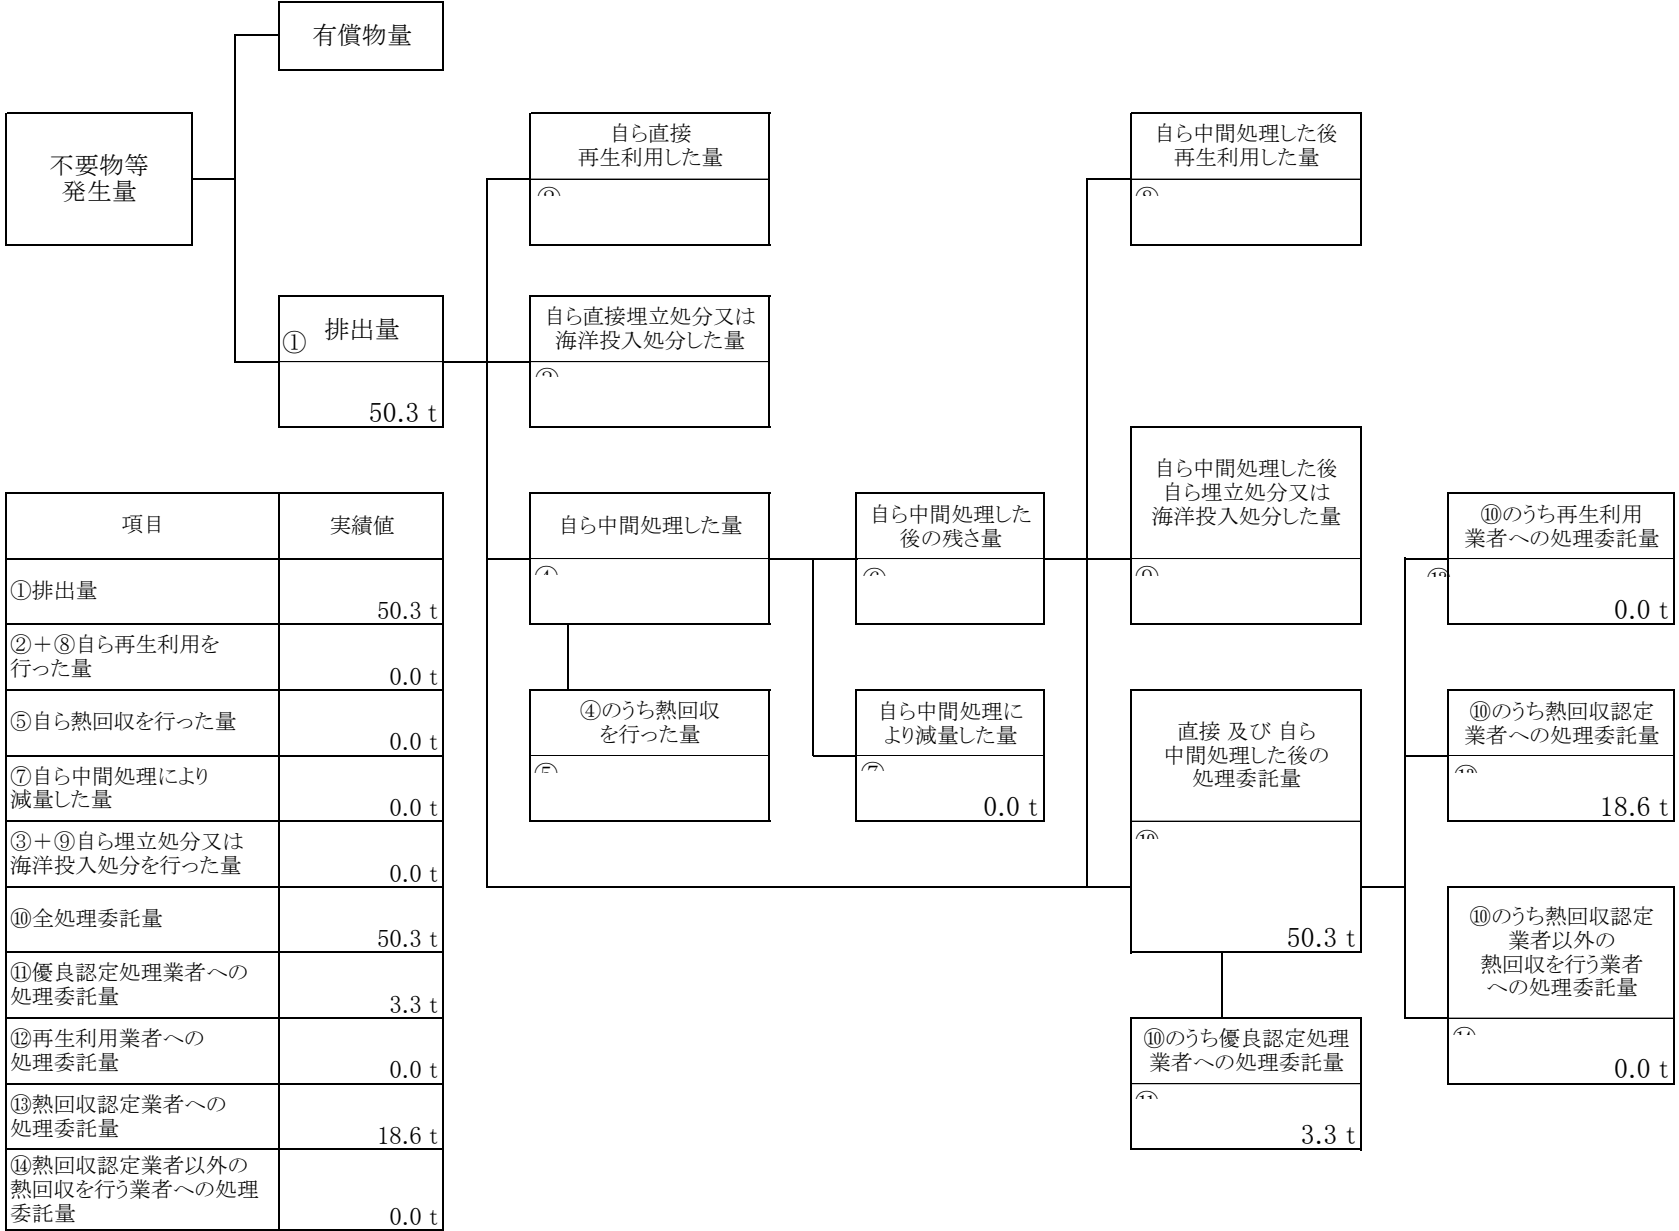 有償物量
不要物等
発生量
自ら直接
再生利用した量
自ら中間処理した後
再生利用した量
①
排出量
50.3 t
自ら直接埋立処分又は
海洋投入処分した量
自ら中間処理した量
自ら中間処理した
後の残さ量
自ら中間処理した後
自ら埋立処分又は
海洋投入処分した量
⑩のうち再生利用
業者への処理委託量
0.0 t
④のうち熱回収
を行った量
自ら中間処理に
より減量した量
0.0 t
直接 及び 自ら
中間処理した後の
処理委託量
50.3 t
⑩のうち熱回収認定
業者への処理委託量
18.6 t
⑩のうち熱回収認定
業者以外の
熱回収を行う業者
への処理委託量
0.0 t
⑩のうち優良認定処理
業者への処理委託量
3.3 t
項目 実績値
①排出量
50.3 t
②+⑧自ら再生利用を
行った量
0.0 t
⑤自ら熱回収を行った量
0.0 t
⑦自ら中間処理により
減量した量
0.0 t
③+⑨自ら埋立処分又は
海洋投入処分を行った量
0.0 t
⑩全処理委託量
50.3 t
⑪優良認定処理業者への
処理委託量
3.3 t
⑫再生利用業者への
処理委託量
0.0 t
⑬熱回収認定業者への
処理委託量
18.6 t
⑭熱回収認定業者以外の
熱回収を行う業者への処理
委託量
0.0 t